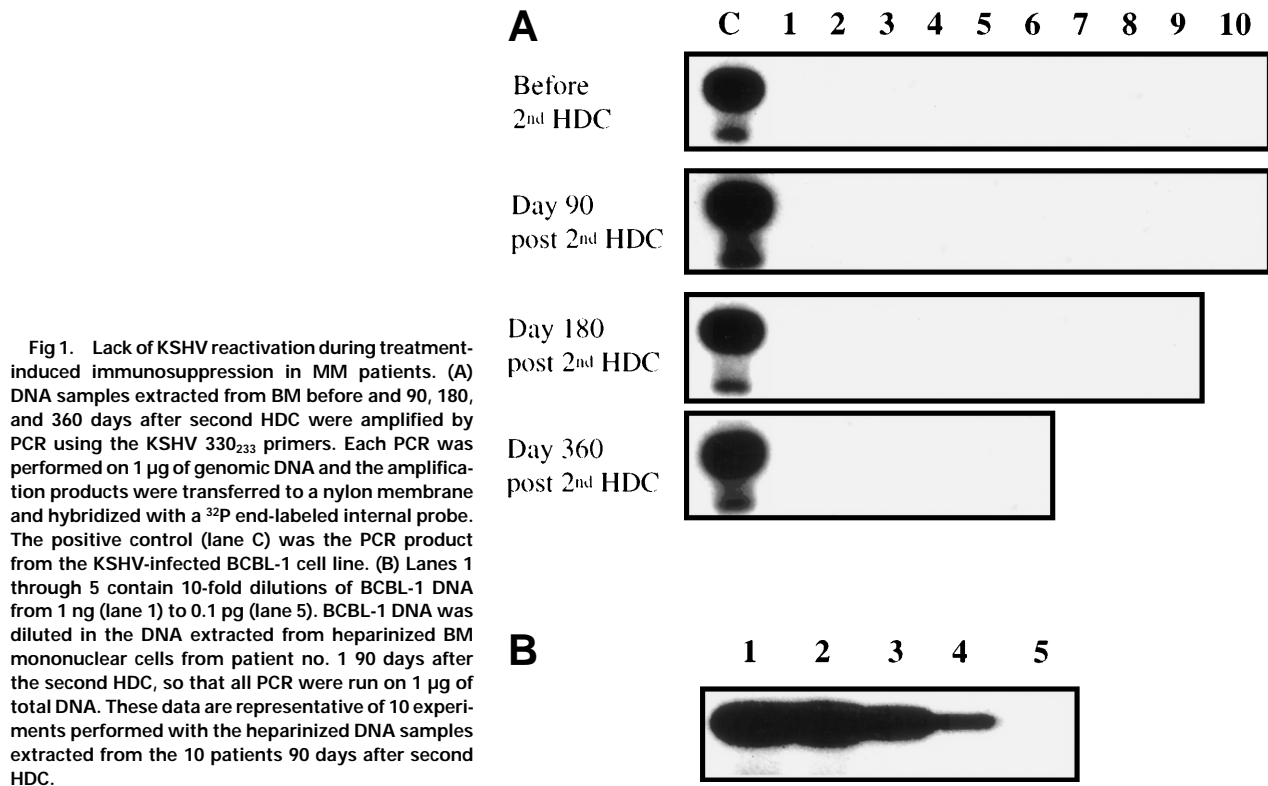 Fig 1. Lack of KSHV reactivation during treatment-
induced immunosuppression in MM patients. (A)
DNA samples extracted from BM before and 90, 180,
and 360 days after second HDC were amplified by
PCR using the KSHV 330₂₃₃ primers. Each PCR was
performed on 1 µg of genomic DNA and the amplifica-
tion products were transferred to a nylon membrane
and hybridized with a ³²P end-labeled internal probe.
The positive control (lane C) was the PCR product
from the KSHV-infected BCBL-1 cell line. (B) Lanes 1
through 5 contain 10-fold dilutions of BCBL-1 DNA
from 1 ng (lane 1) to 0.1 pg (lane 5). BCBL-1 DNA was
diluted in the DNA extracted from heparinized BM
mononuclear cells from patient no. 1 90 days after
the second HDC, so that all PCR were run on 1 µg of
total DNA. These data are representative of 10 experi-
ments performed with the heparinized DNA samples
extracted from the 10 patients 90 days after second
HDC.
A
C 1 2 3 4 5 6 7 8 9 10
Before
2nd HDC
Day 90
post 2nd HDC
Day 180
post 2nd HDC
Day 360
post 2nd HDC
B
1 2 3 4 5